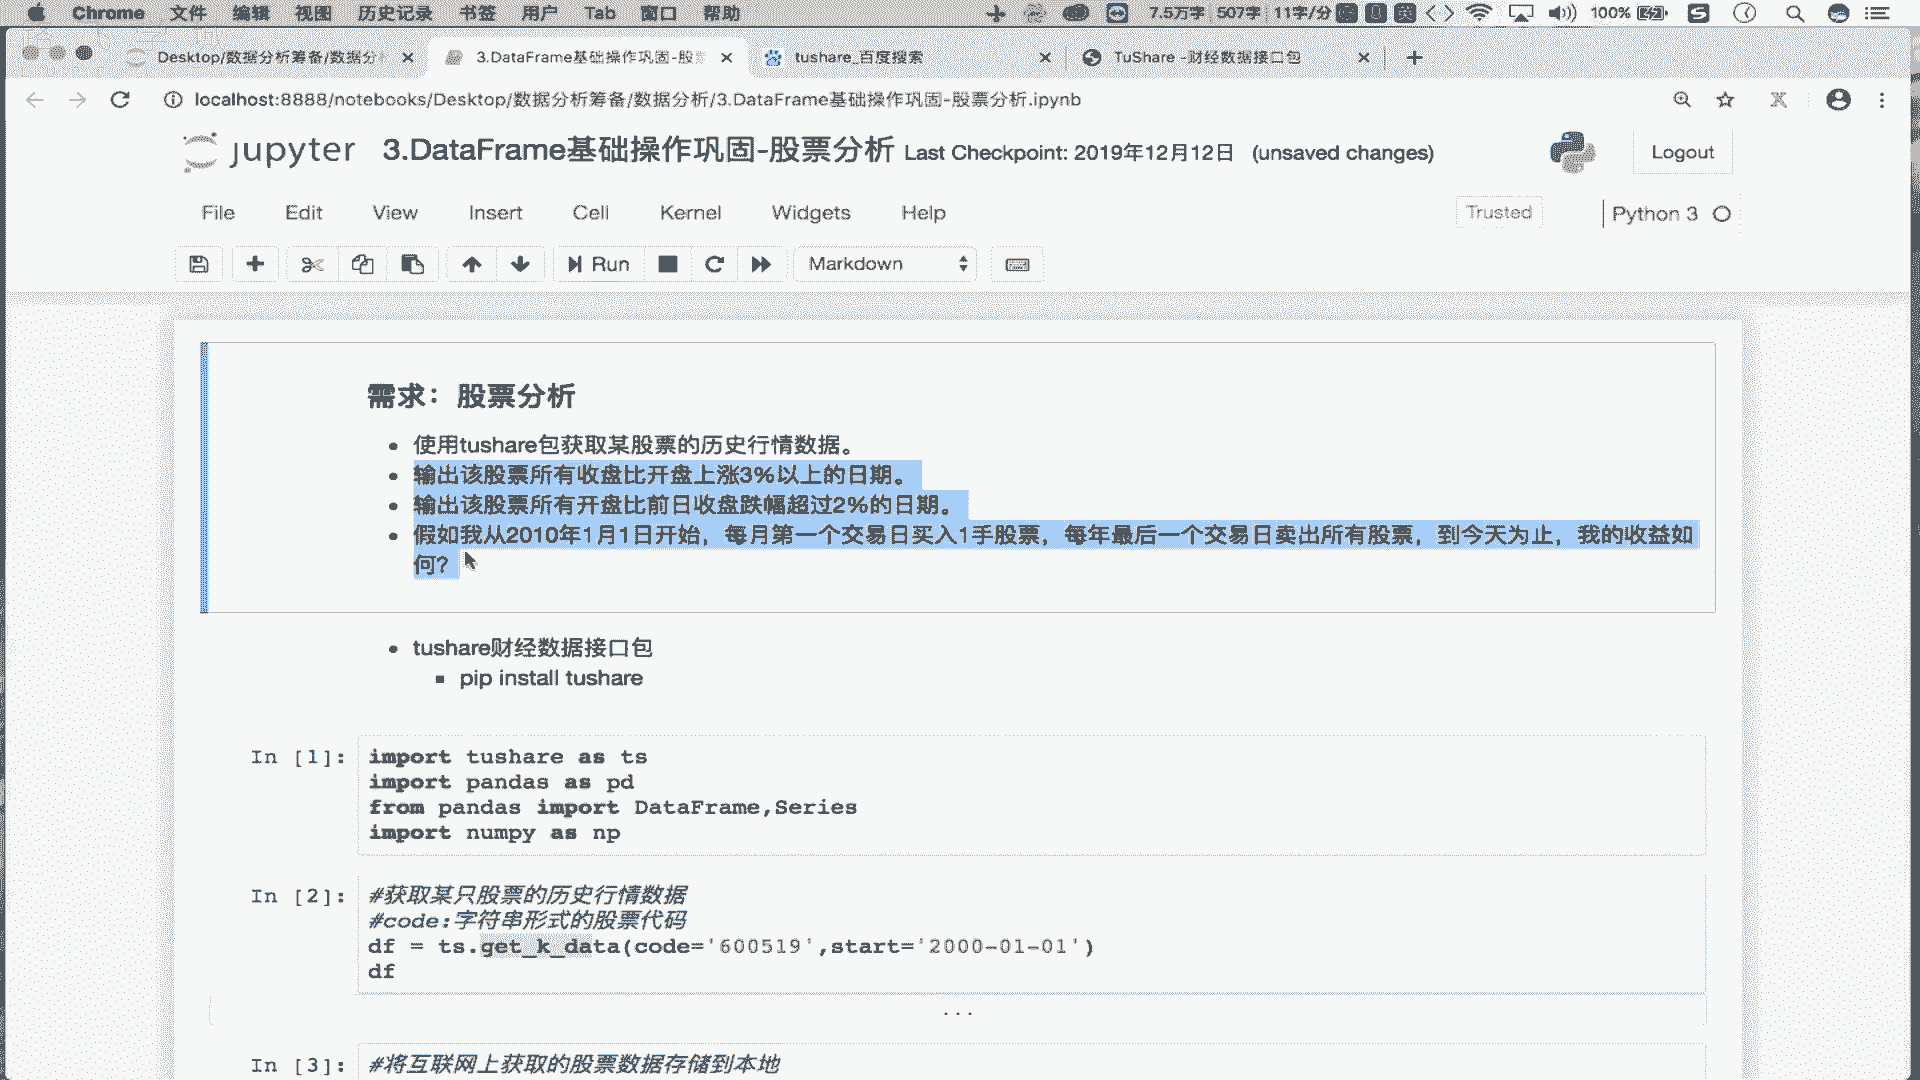 Chrome 文件 编辑 视图 历史记录 书签 用户 Tab 窗口 帮助 7.5万字 507字 11字/分 英 100%
Desktop/数据分析筹备/数据分 3.DataFrame基础操作巩固-股 tushare_百度搜索 TuShare -财经数据接口包
localhost:8888/notebooks/Desktop/数据分析筹备/数据分析/3.DataFrame基础操作巩固-股票分析.ipynb
jupyter 3.DataFrame基础操作巩固-股票分析 Last Checkpoint: 2019年12月12日 (unsaved changes) Logout
File Edit View Insert Cell Kernel Widgets Help Trusted Python 3
Run Markdown
需求：股票分析
使用tushare包获取某股票的历史行情数据。
输出该股票所有收盘比开盘上涨3%以上的日期。
输出该股票所有开盘比前日收盘跌幅超过2%的日期。
假如我从2010年1月1日开始，每月第一个交易日买入1手股票，每年最后一个交易日卖出所有股票，到今天为止，我的收益如
何？
tushare财经数据接口包
pip install tushare
In [1]: import tushare as ts
import pandas as pd
from pandas import DataFrame,Series
import numpy as np
In [2]: #获取某只股票的历史行情数据
#code:字符串形式的股票代码
df = ts.get_k_data(code='600519',start='2000-01-01')
df
...
In [3]: #将互联网上获取的股票数据存储到本地